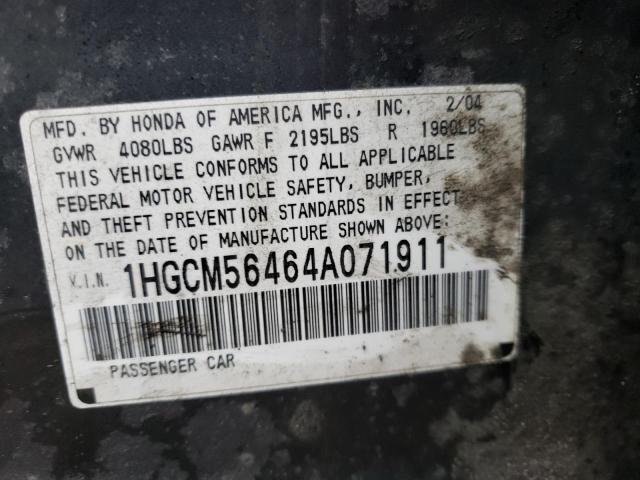 MFD. BY HONDA OF AMERICA MFG., INC. 2/04
GVWR 4080LBS GAWR F 2195LBS R 1960LBS
THIS VEHICLE CONFORMS TO ALL APPLICABLE
FEDERAL MOTOR VEHICLE SAFETY, BUMPER,
AND THEFT PREVENTION STANDARDS IN EFFECT
ON THE DATE OF MANUFACTURE SHOWN ABOVE:
V.I.N. 1HGCM56464A071911
PASSENGER CAR